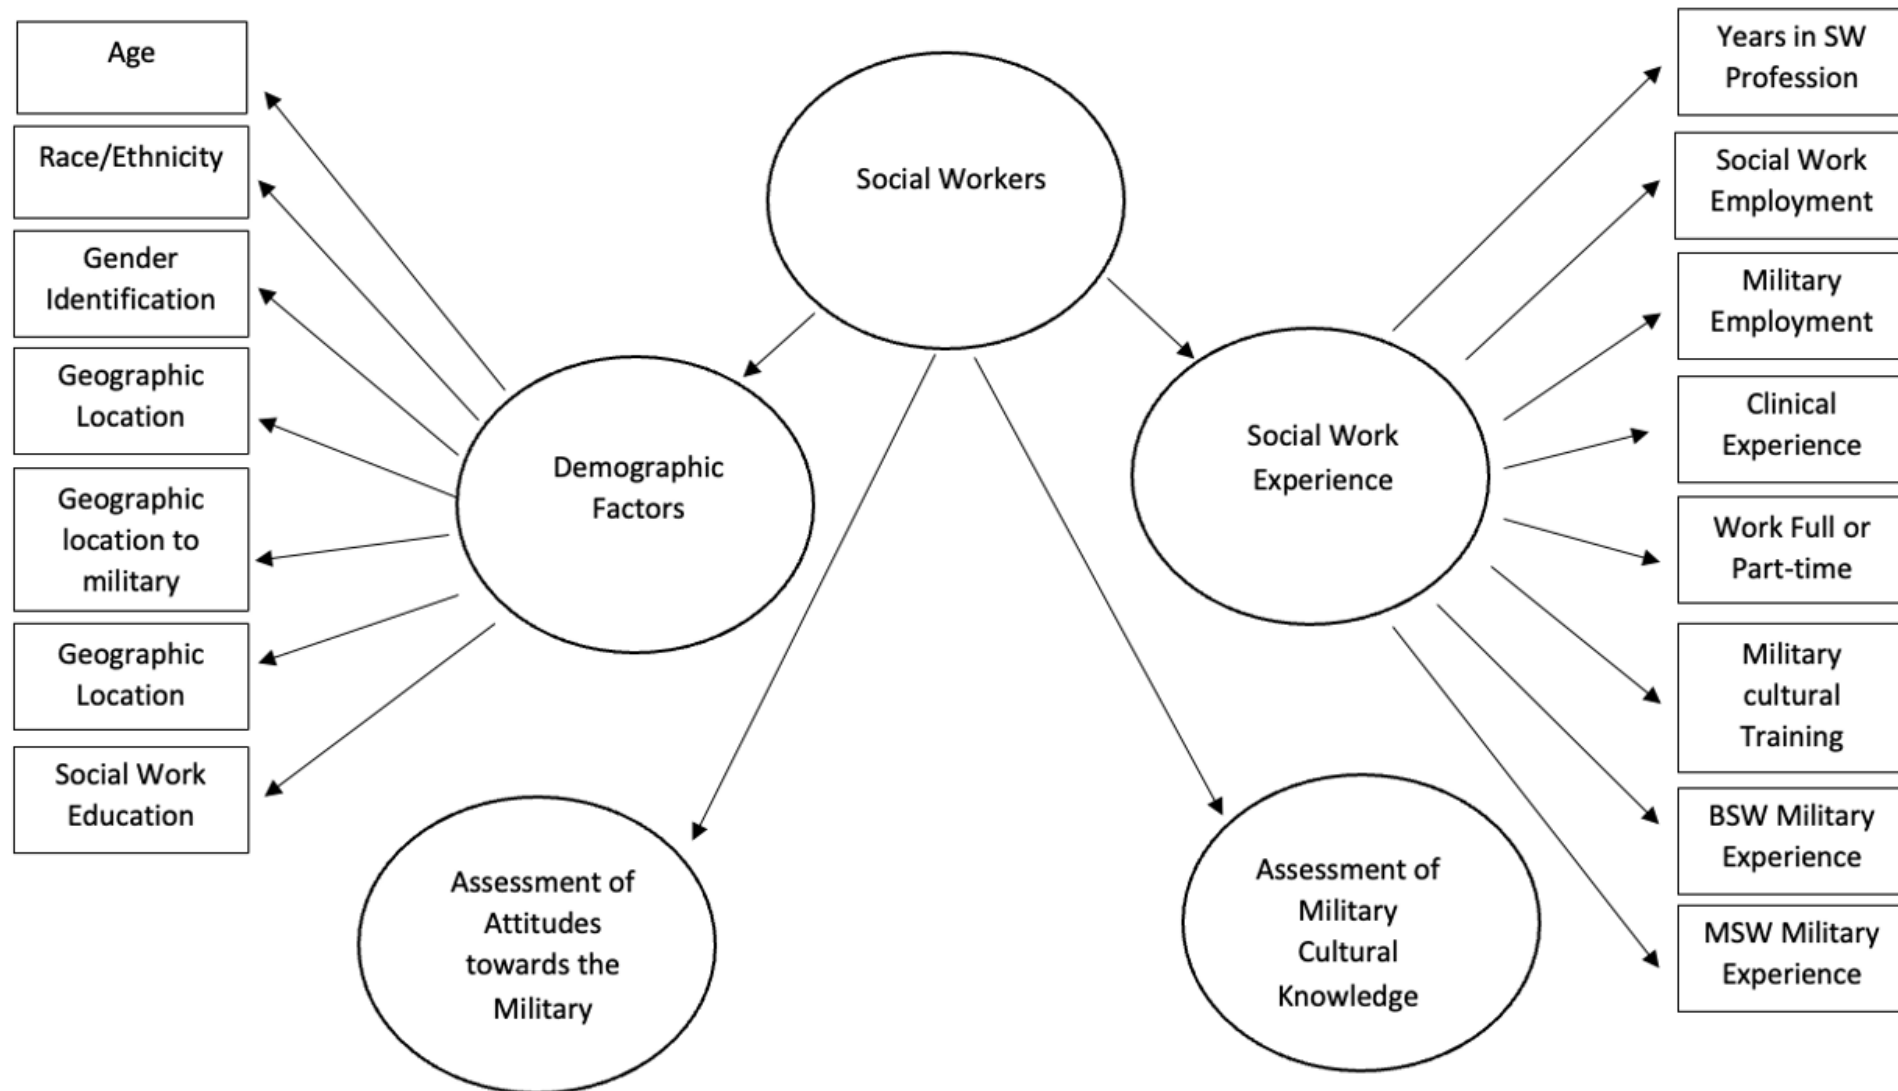 Age
Race/Ethnicity
Gender
Identification
Geographic
Location
Geographic
location to
military
Geographic
Location
Social Work
Education
Social Workers
Demographic
Factors
Social Work
Experience
Assessment of
Attitudes
towards the
Military
Assessment of
Military
Cultural
Knowledge
Years in SW
Profession
Social Work
Employment
Military
Employment
Clinical
Experience
Work Full or
Part-time
Military
cultural
Training
BSW Military
Experience
MSW Military
Experience